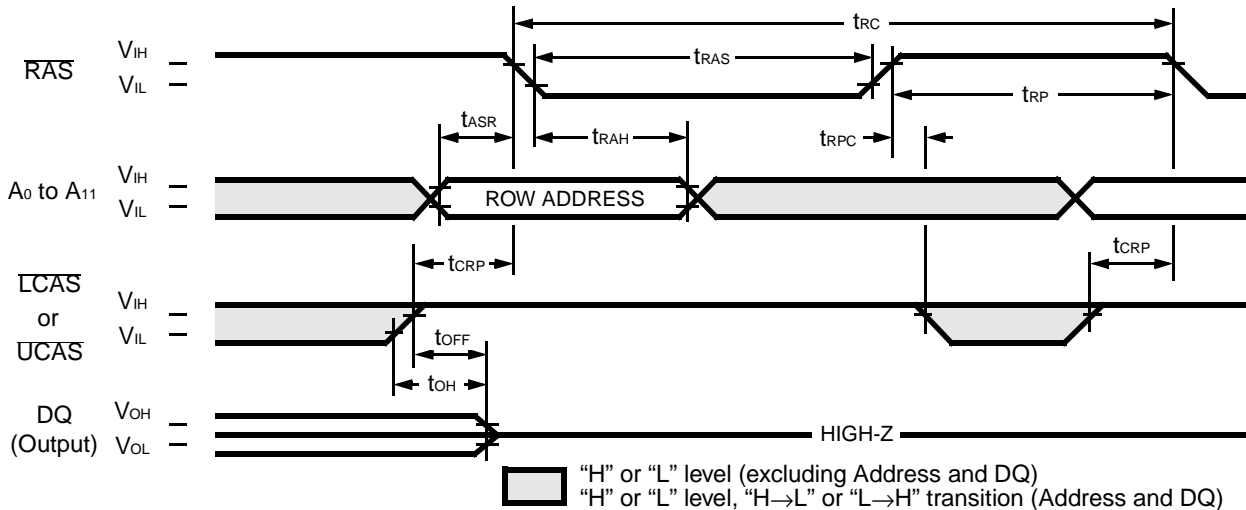 tRC
RAS
VIH
VIL
tRAS
tRP
tASR
tRAH
tRPC
A0 to A11
VIH
VIL
ROW ADDRESS
tCRP
tCRP
LCAS
or
UCAS
VIH
VIL
tOFF
tOH
DQ
(Output)
VOH
VOL
HIGH-Z
“H” or “L” level (excluding Address and DQ)
“H” or “L” level, “H→L” or “L→H” transition (Address and DQ)